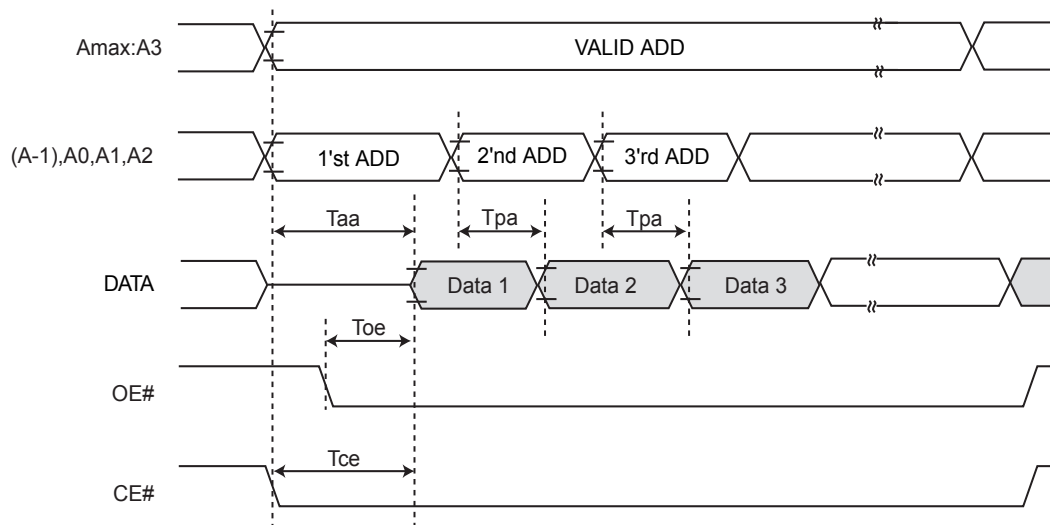 Amax:A3 VALID ADD
(A-1),A0,A1,A2 1'st ADD 2'nd ADD 3'rd ADD
Taa Tpa Tpa
DATA Data 1 Data 2 Data 3
Toe
OE#
Tce
CE#